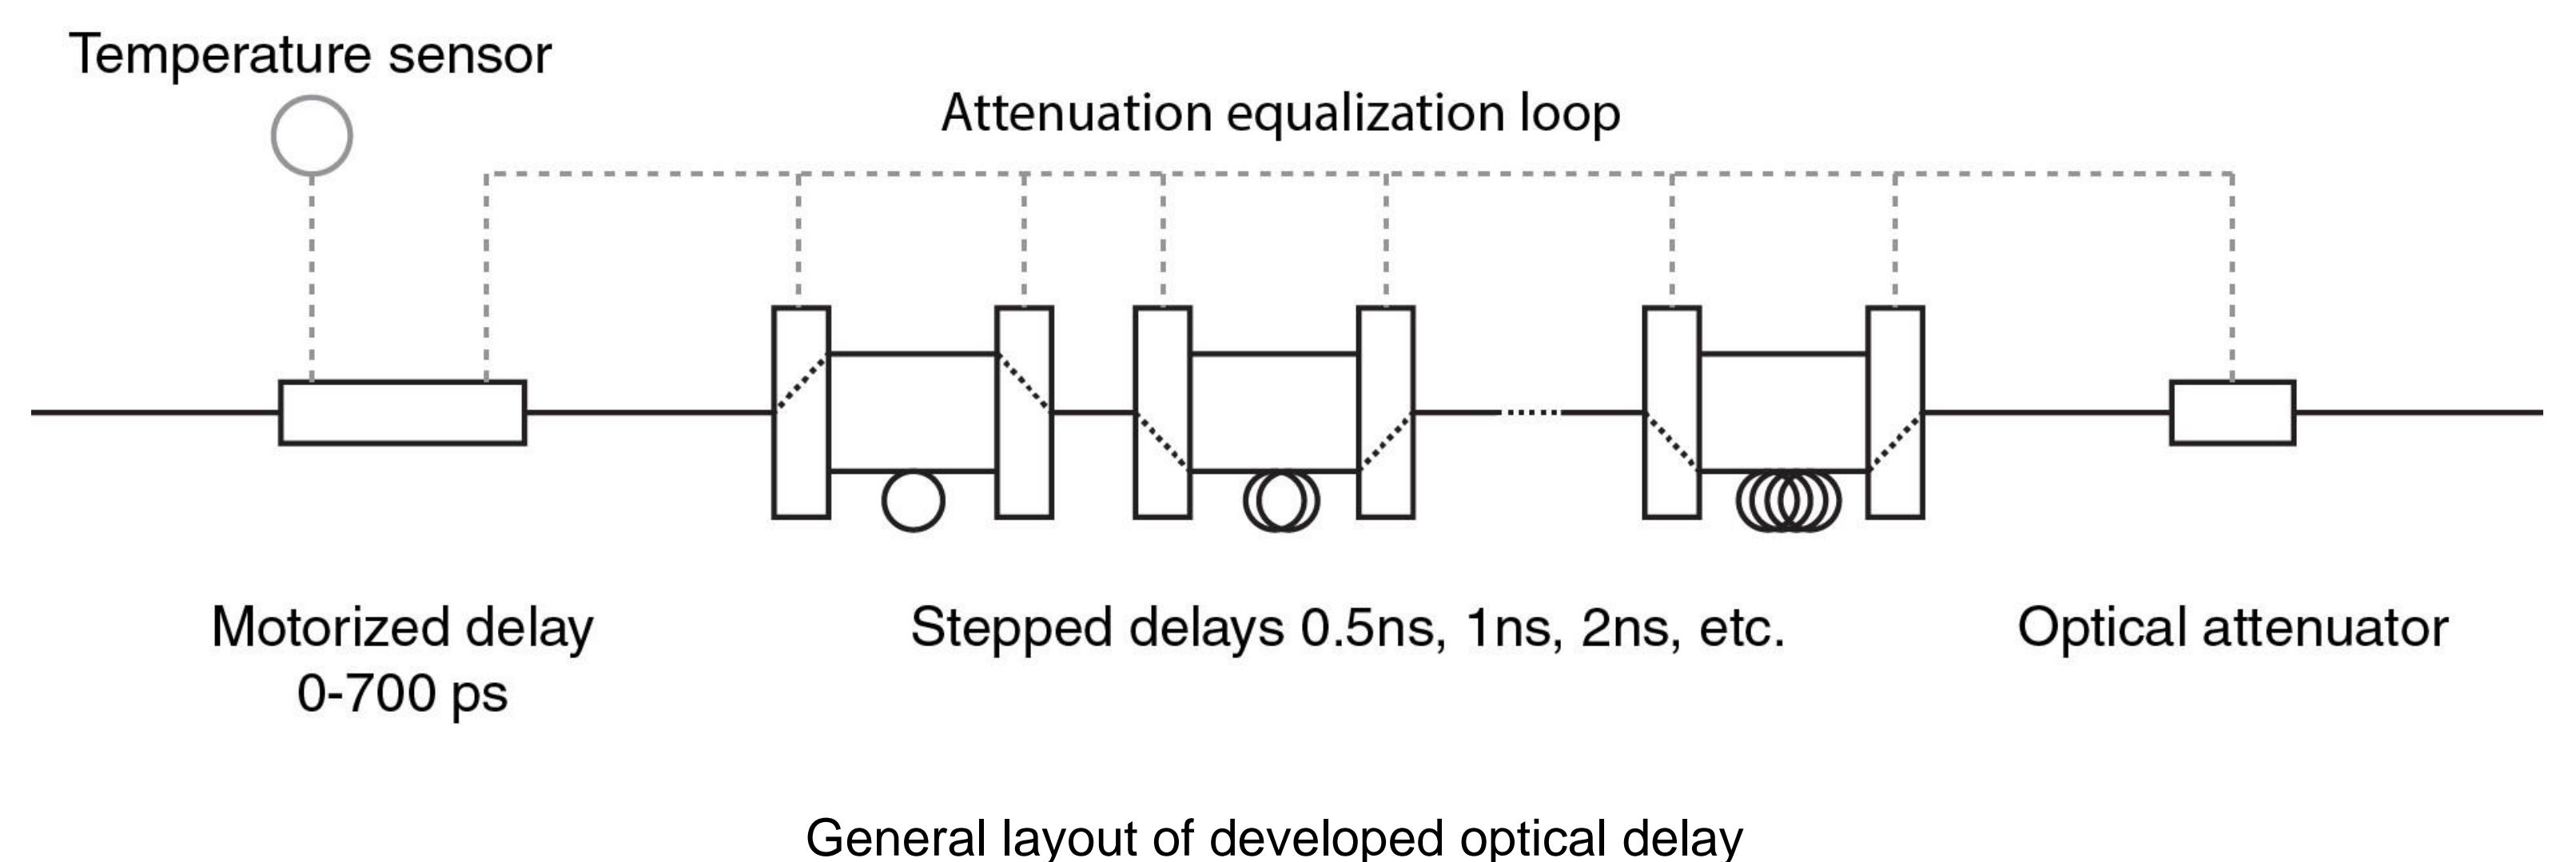 Temperature sensor
Attenuation equalization loop
Motorized delay
0-700 ps
Stepped delays 0.5ns, 1ns, 2ns, etc.
Optical attenuator
General layout of developed optical delay